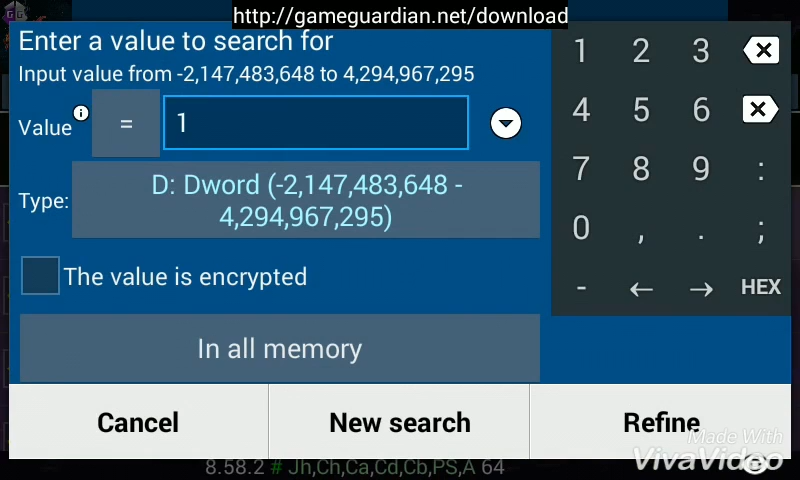 http://gameguardian.net/download
Enter a value to search for
Input value from -2,147,483,648 to 4,294,967,295
Value i = 1
Type: D: Dword (-2,147,483,648 -
4,294,967,295)
The value is encrypted
In all memory
1 2 3
4 5 6
7 8 9 :
0 , . ;
- ← → HEX
Cancel New search Refine
Made With
VivaVideo
8.58.2 # Jh,Ch,Ca,Cd,Cb,PS,A 64